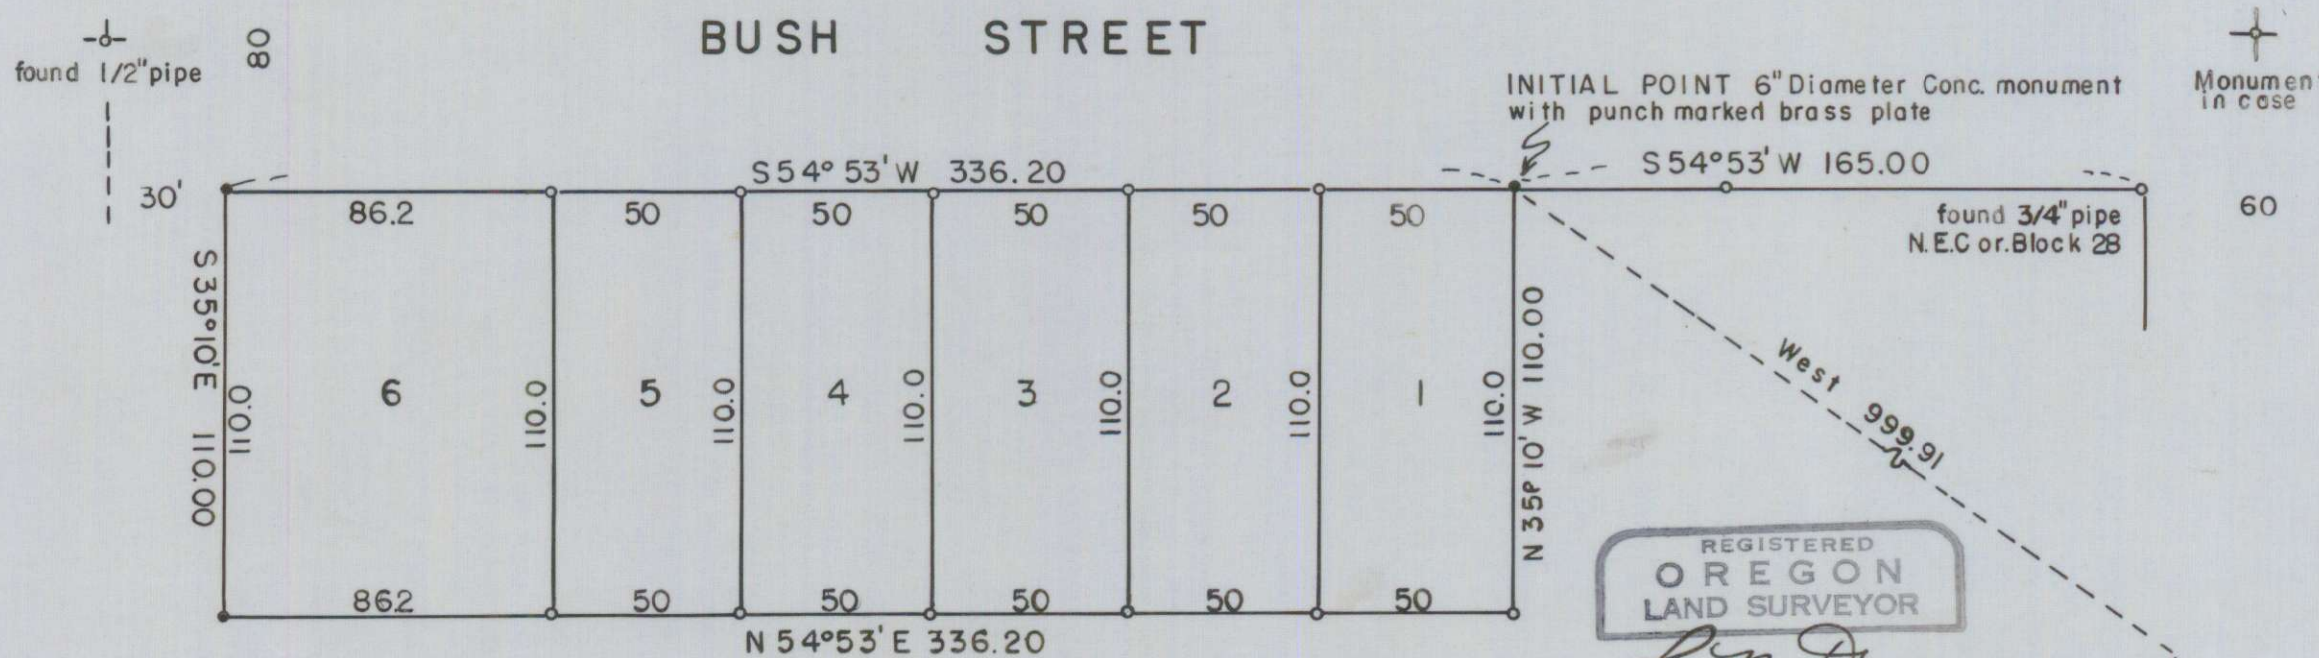 BUSH STREET
80
found 1/2" pipe
INITIAL POINT 6" Diameter Conc. monument
with punch marked brass plate
Monument
in case
30'
S 54° 53' W 336.20
S 54° 53' W 165.00
86.2 50 50 50 50 50
found 3/4" pipe
N.E.Cor. Block 28
60
S 35° 10' E 110.00
110.0
6
110.0
5
110.0
4
110.0
3
110.0
2
110.0
1
110.0
N 35° 10' W 110.00
West 999.91
86.2 50 50 50 50 50
N 54° 53' E 336.20
REGISTERED
OREGON
LAND SURVEYOR